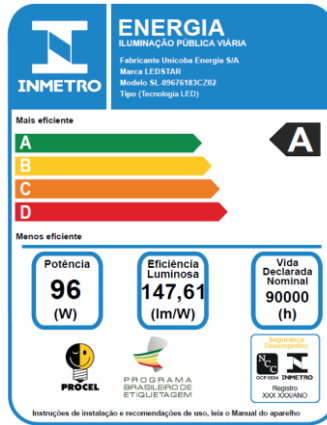 INMETRO
ENERGIA
ILUMINAÇÃO PÚBLICA VIÁRIA
Fabricante Unicoba Energia S/A
Marca LEDSTAR
Modelo SL-09676183CZ02
Tipo (Tecnologia LED)
Mais eficiente
A
A
B
C
D
Menos eficiente
Potência
96
(W)
Eficiência
Luminosa
147,61
(lm/W)
Vida
Declarada
Nominal
90000
(h)
PROCEL
PROGRAMA
BRASILEIRO DE
ETIQUETAGEM
Segurança
Desempenho
NCC
OCP 0034
INMETRO
Registro
XXX XXX/ANO
Instruções de instalação e recomendações de uso, leia o Manual do aparelho